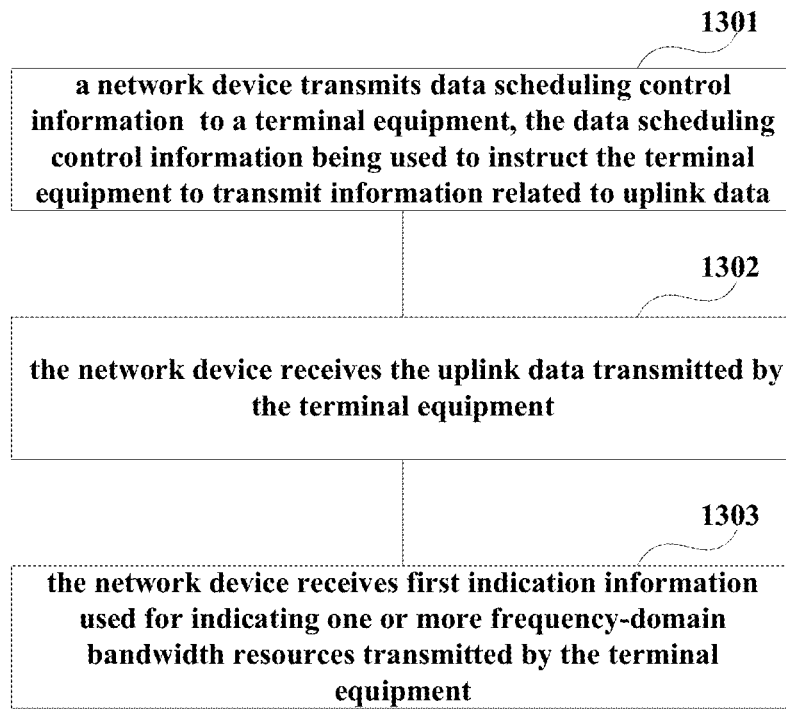 1301
a network device transmits data scheduling control
information to a terminal equipment, the data scheduling
control information being used to instruct the terminal
equipment to transmit information related to uplink data
1302
the network device receives the uplink data transmitted by
the terminal equipment
1303
the network device receives first indication information
used for indicating one or more frequency-domain
bandwidth resources transmitted by the terminal
equipment